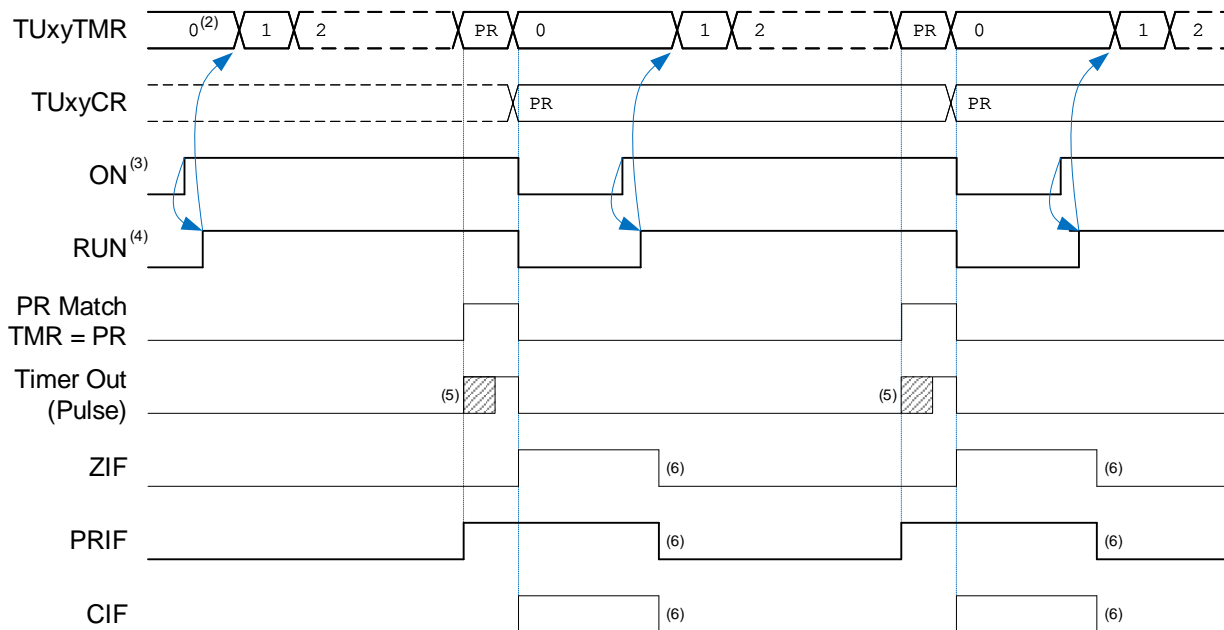 TUxyTMR 0(2) 1 2 PR 0 1 2 PR 0 1 2
TUxyCR PR PR
ON(3)
RUN(4)
PR Match
TMR = PR
Timer Out
(Pulse) (5) (5)
ZIF (6) (6)
PRIF (6) (6)
CIF (6) (6)